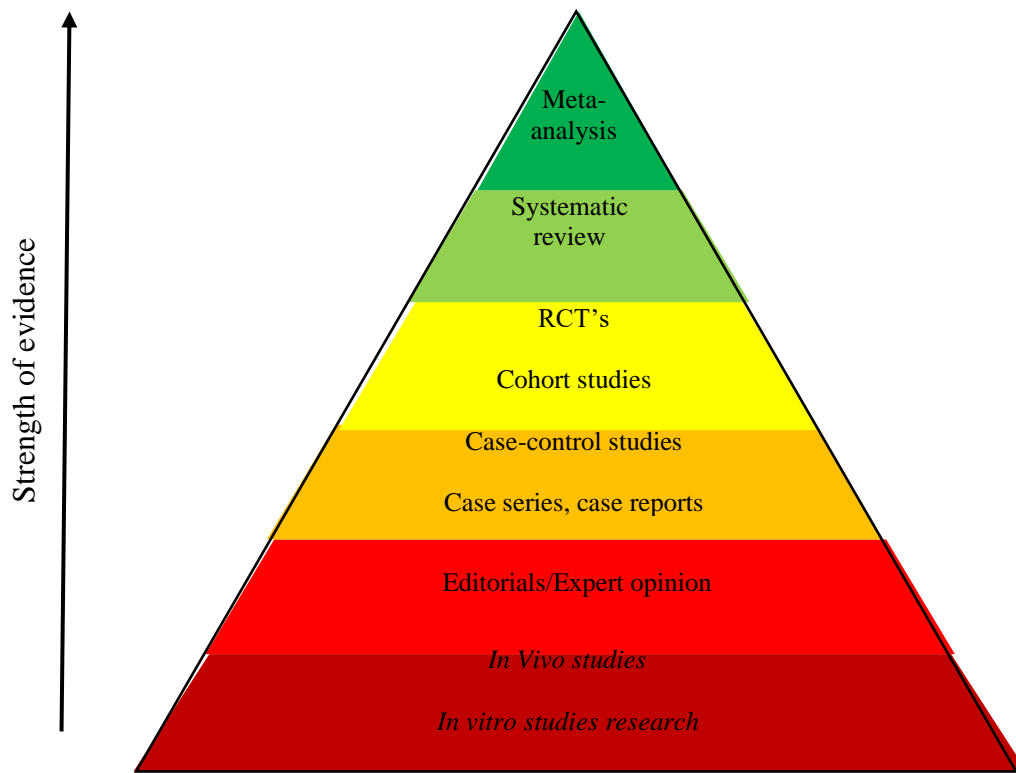 Strength of evidence
Meta-
analysis
Systematic
review
RCT’s
Cohort studies
Case-control studies
Case series, case reports
Editorials/Expert opinion
In Vivo studies
In vitro studies research